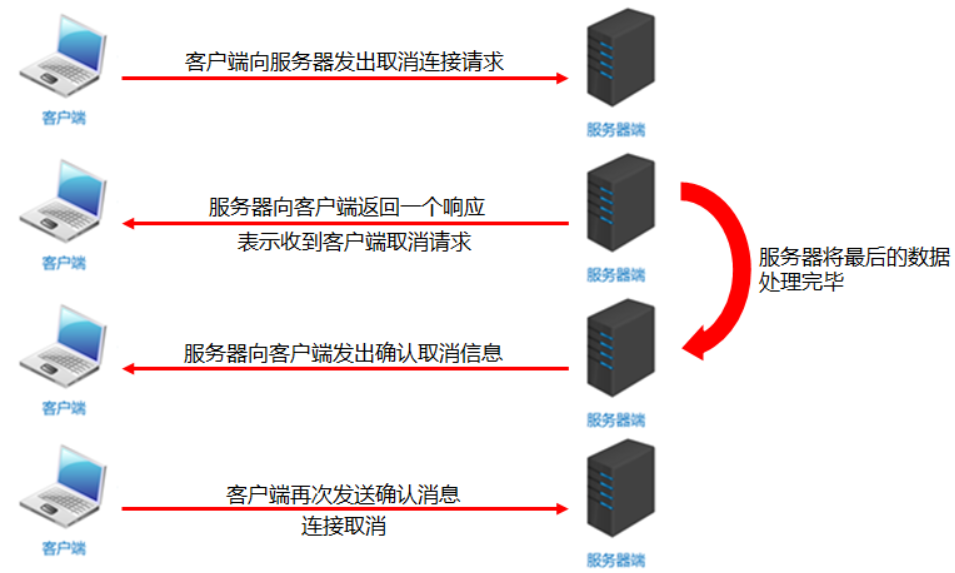 客户端向服务器发出取消连接请求
客户端
服务器端
服务器向客户端返回一个响应
表示收到客户端取消请求
客户端
服务器端
服务器将最后的数据
处理完毕
服务器向客户端发出确认取消信息
客户端
服务器端
客户端再次发送确认消息
连接取消
客户端
服务器端